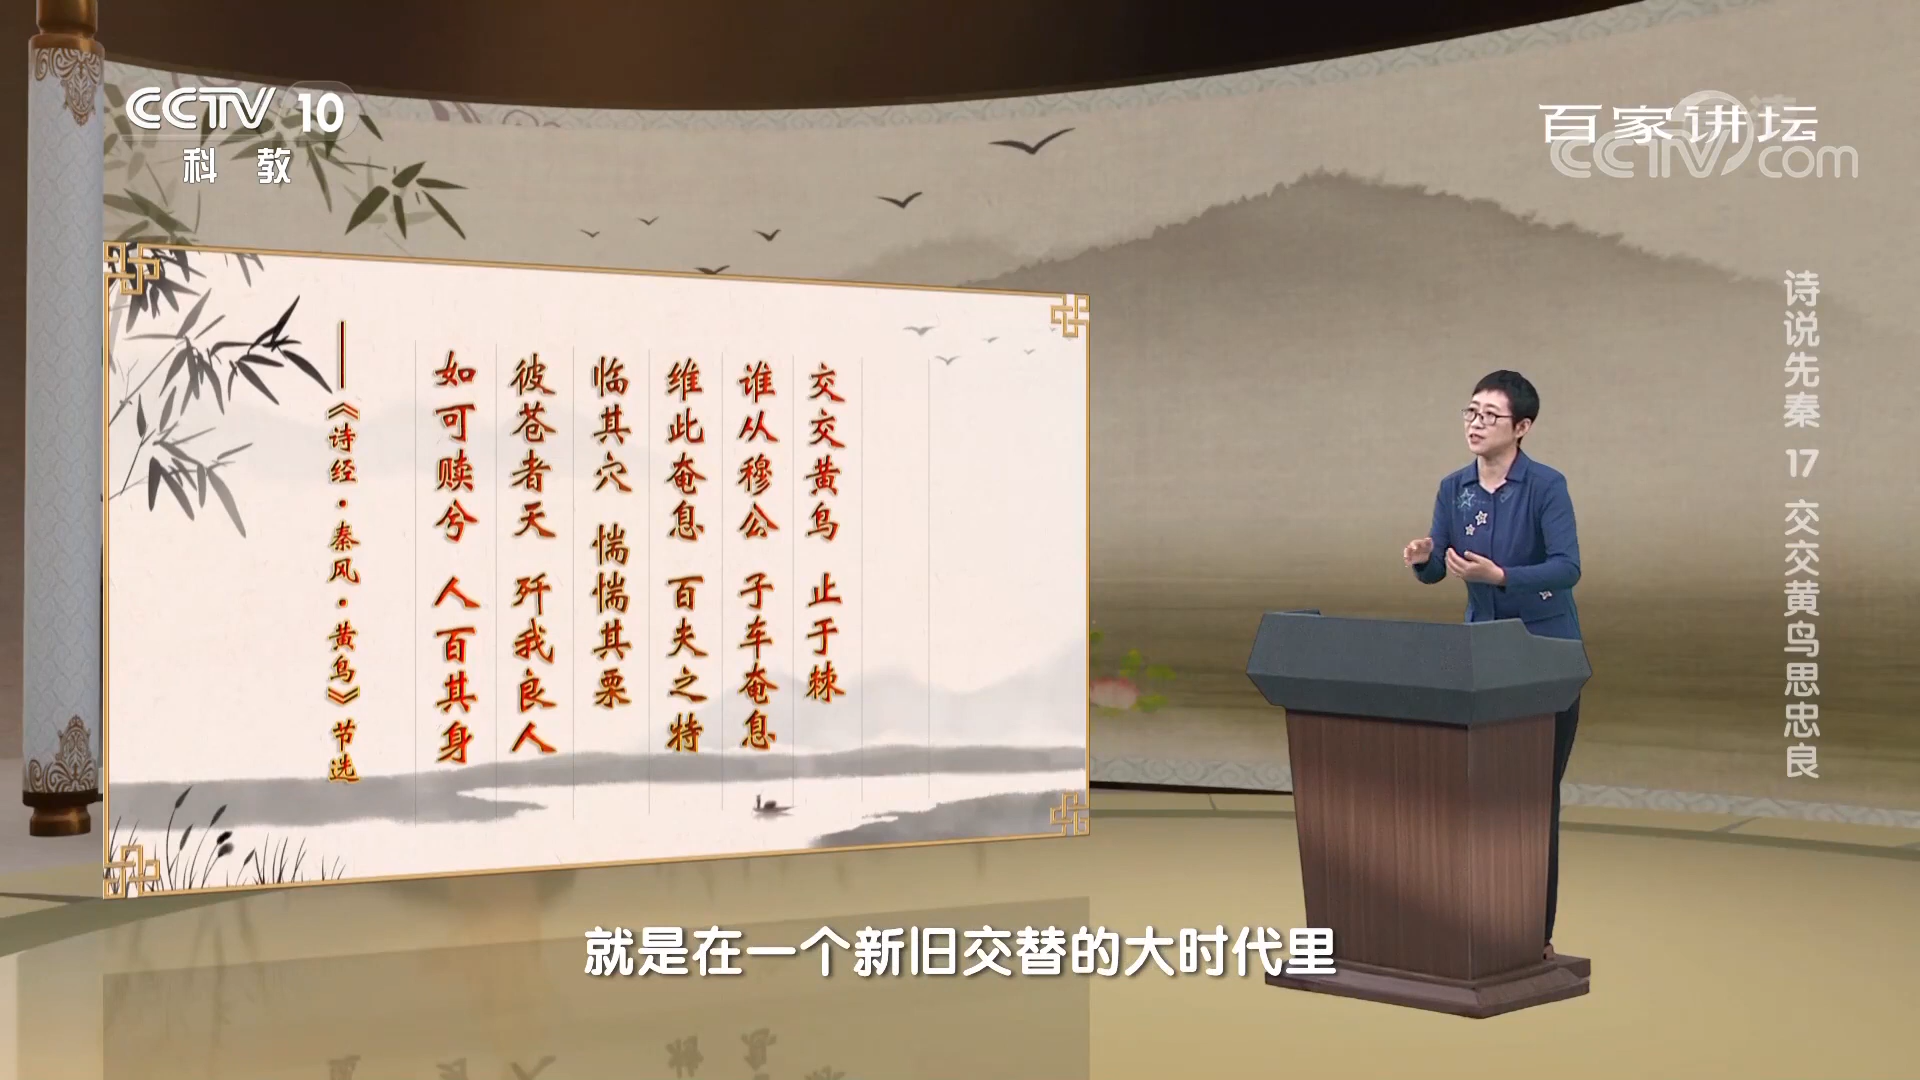 CCTV 10
科 教
百家讲坛
CCTV.com
诗说先秦 17 交交黄鸟思忠良
交交黄鸟 止于棘
谁从穆公 子车奄息
维此奄息 百夫之特
临其穴 惴惴其栗
彼苍者天 歼我良人
如可赎兮 人百其身
——《诗经·秦风·黄鸟》节选
就是在一个新旧交替的大时代里